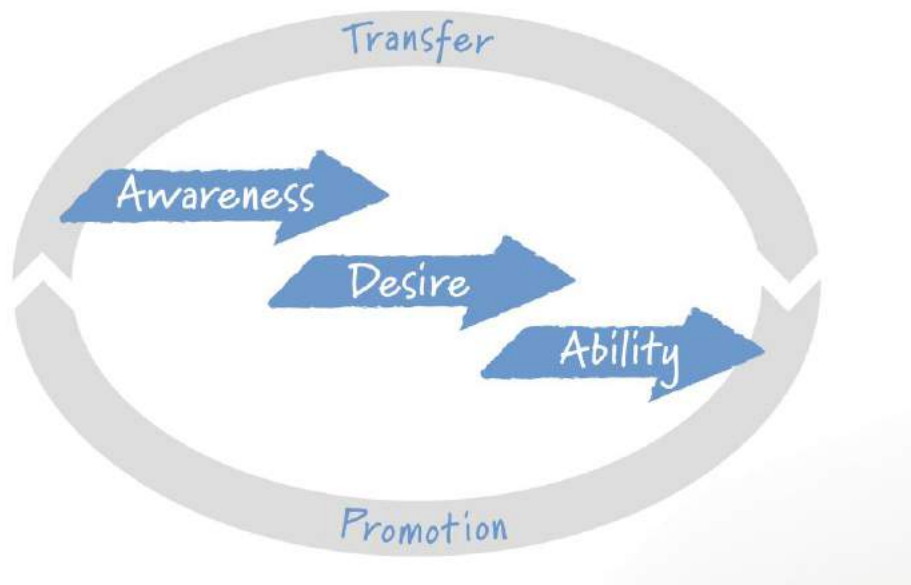 Transfer
Awareness
Desire
Ability
Promotion